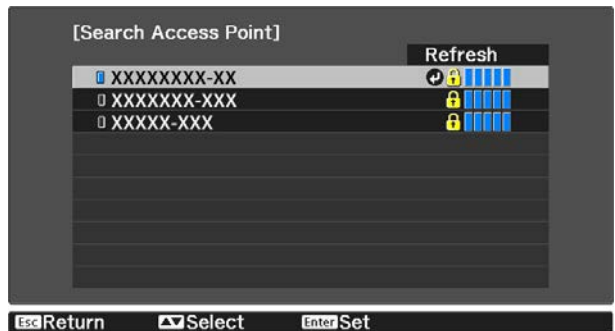 [Search Access Point]
Refresh
XXXXXXXX-XX
XXXXXXX-XXX
XXXXX-XXX
Esc Return Select Enter Set